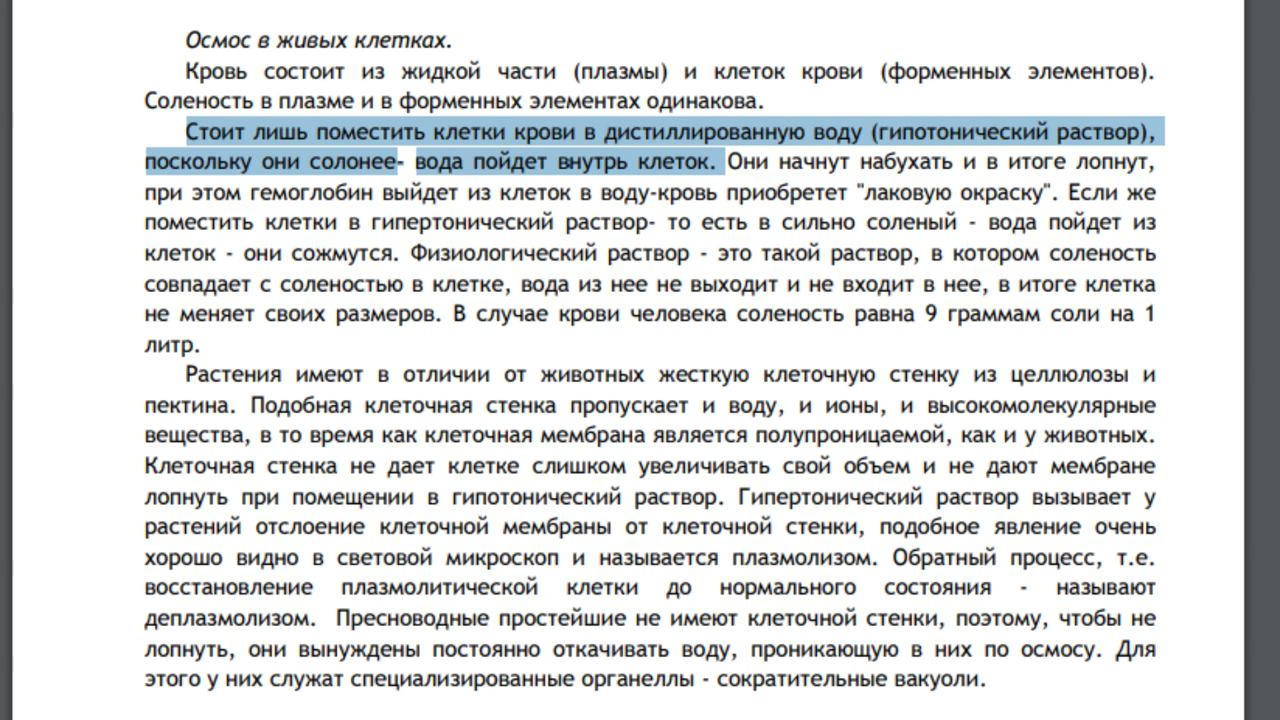 Осмос в живых клетках.
Кровь состоит из жидкой части (плазмы) и клеток крови (форменных элементов).
Соленость в плазме и в форменных элементах одинакова.
Стоит лишь поместить клетки крови в дистиллированную воду (гипотонический раствор),
поскольку они солонее- вода пойдет внутрь клеток. Они начнут набухать и в итоге лопнут,
при этом гемоглобин выйдет из клеток в воду-кровь приобретет "лаковую окраску". Если же
поместить клетки в гипертонический раствор- то есть в сильно соленый - вода пойдет из
клеток - они сожмутся. Физиологический раствор - это такой раствор, в котором соленость
совпадает с соленостью в клетке, вода из нее не выходит и не входит в нее, в итоге клетка
не меняет своих размеров. В случае крови человека соленость равна 9 граммам соли на 1
литр.
Растения имеют в отличии от животных жесткую клеточную стенку из целлюлозы и
пектина. Подобная клеточная стенка пропускает и воду, и ионы, и высокомолекулярные
вещества, в то время как клеточная мембрана является полупроницаемой, как и у животных.
Клеточная стенка не дает клетке слишком увеличивать свой объем и не дают мембране
лопнуть при помещении в гипотонический раствор. Гипертонический раствор вызывает у
растений отслоение клеточной мембраны от клеточной стенки, подобное явление очень
хорошо видно в световой микроскоп и называется плазмолизом. Обратный процесс, т.е.
восстановление плазмолитической клетки до нормального состояния - называют
деплазмолизом. Пресноводные простейшие не имеют клеточной стенки, поэтому, чтобы не
лопнуть, они вынуждены постоянно откачивать воду, проникающую в них по осмосу. Для
этого у них служат специализированные органеллы - сократительные вакуоли.